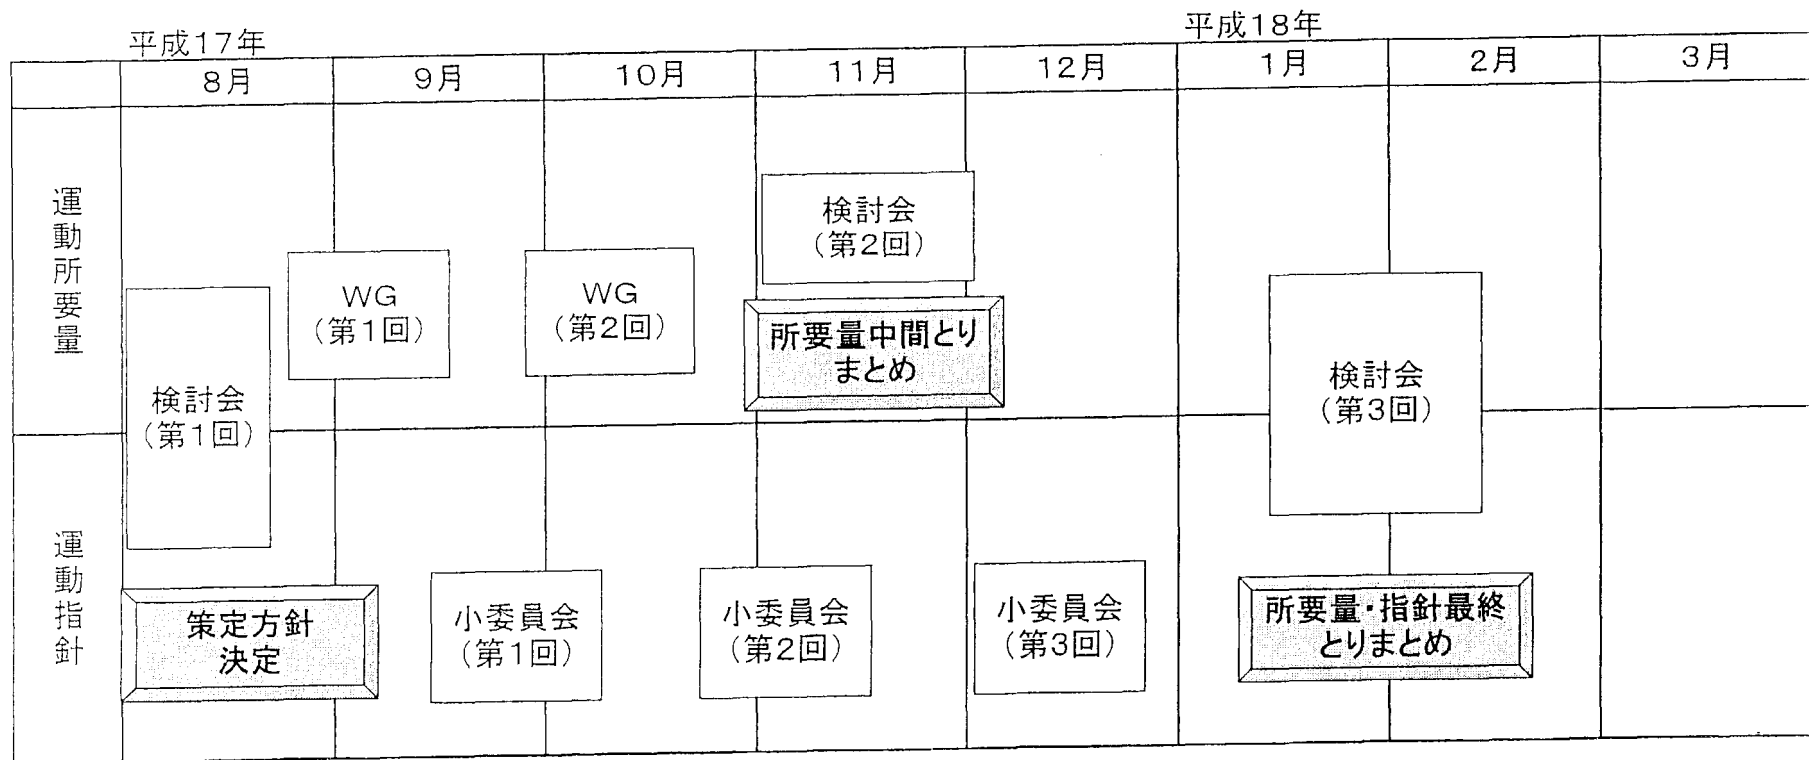 平成17年
平成18年
8月
9月
10月
11月
12月
1月
2月
3月
運動所要量
検討会
(第1回)
WG
(第1回)
WG
(第2回)
検討会
(第2回)
所要量中間とり
まとめ
検討会
(第3回)
運動指針
策定方針
決定
小委員会
(第1回)
小委員会
(第2回)
小委員会
(第3回)
所要量・指針最終
とりまとめ